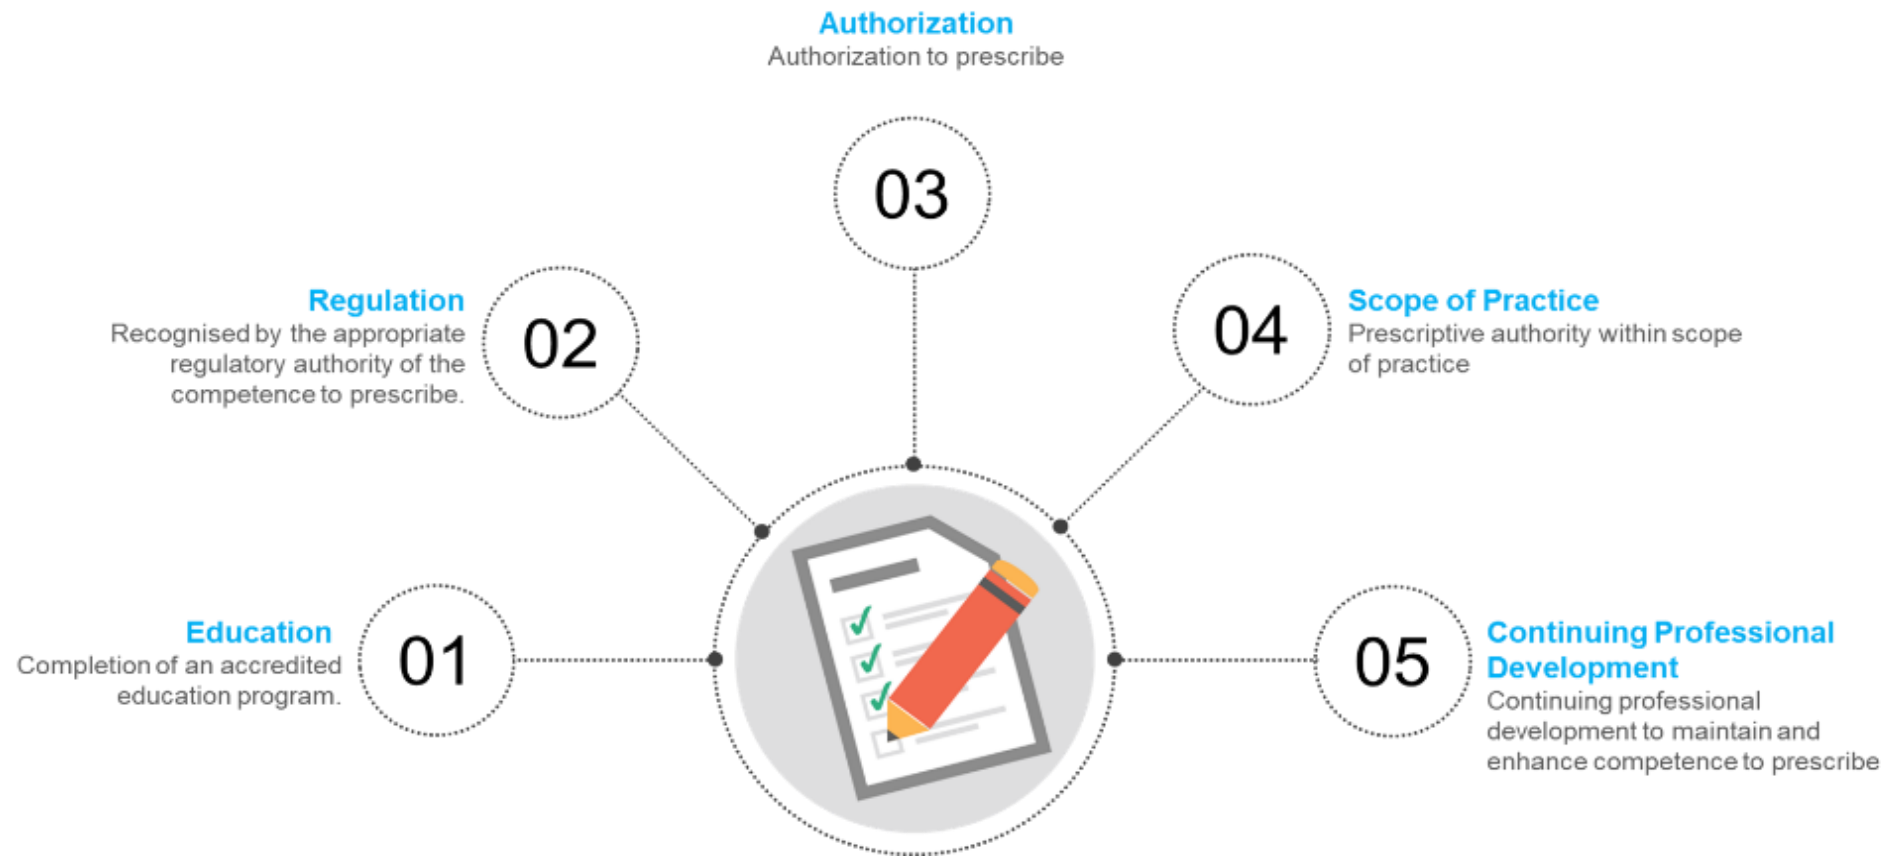 Authorization
Authorization to prescribe
03
Regulation
Recognised by the appropriate
regulatory authority of the
competence to prescribe.
02
04
Scope of Practice
Prescriptive authority within scope
of practice
Education
Completion of an accredited
education program.
01
05
Continuing Professional
Development
Continuing professional
development to maintain and
enhance competence to prescribe